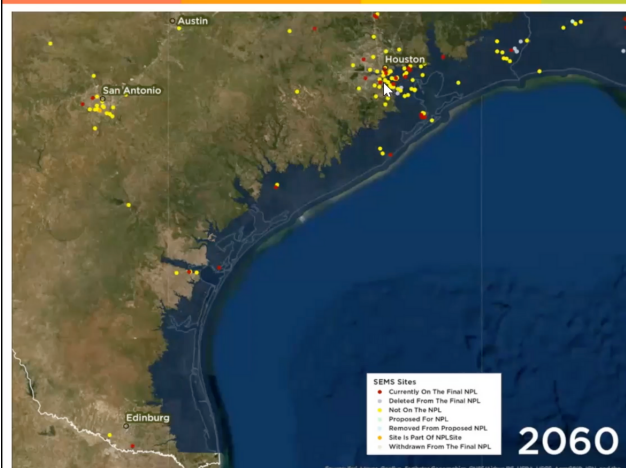 Austin
Houston
San Antonio
Edinburg
SEMS Sites
Currently On The Final NPL
Deleted From The Final NPL
Not On The NPL
Proposed For NPL
Removed From Proposed NPL
Site Is Part Of NPLSite
Withdrawn From The Final NPL
2060